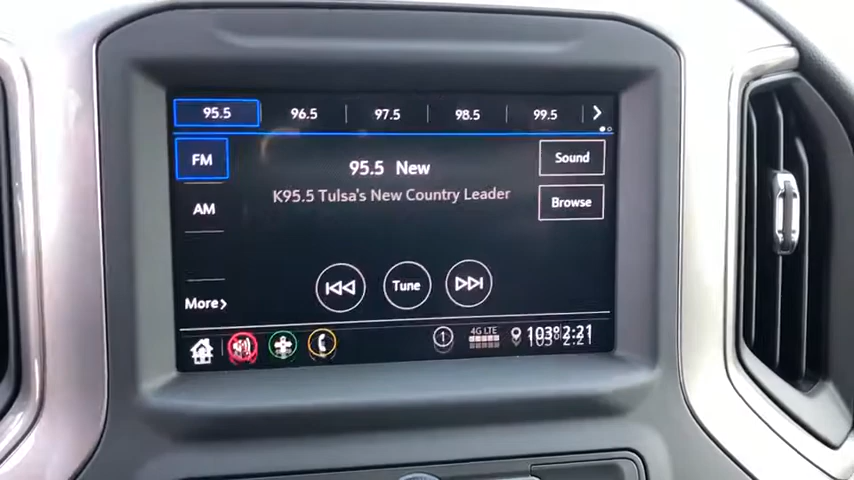 95.5 96.5 97.5 98.5 99.5
FM
95.5 New
Sound
K95.5 Tulsa's New Country Leader
AM
Browse
Tune
More
1 4G LTE 103° 2:21